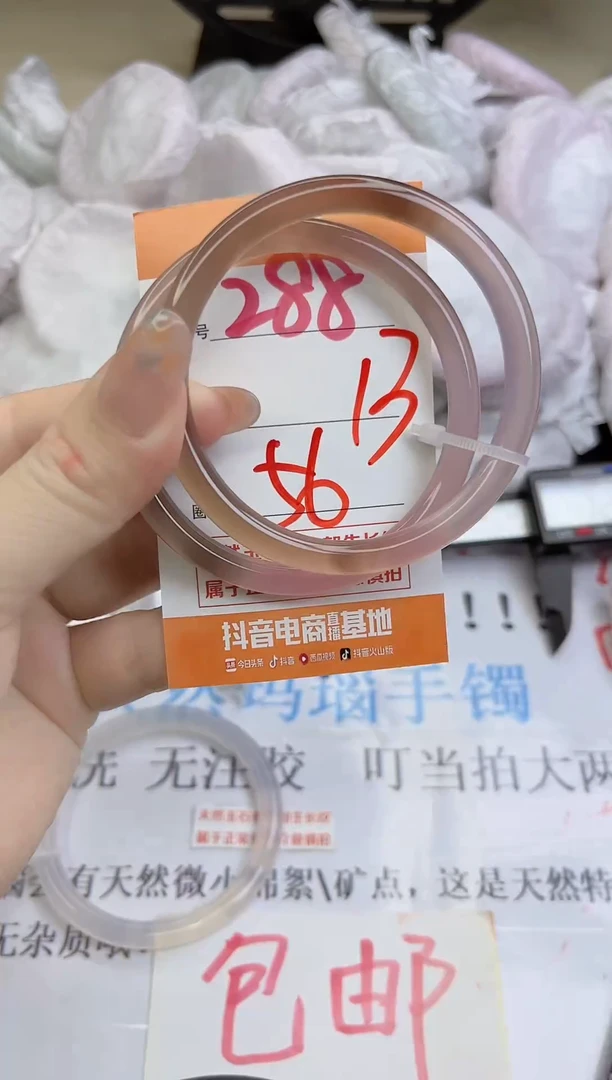 号 288
13
圈 56
属于
抖音电商直播基地
今日头条 抖音 西瓜视频 抖音火山版
!!!
天然玛瑙手镯
无注胶 叮当拍大两
有天然微小棉絮\矿点，这是天然特
无杂质哦
包邮